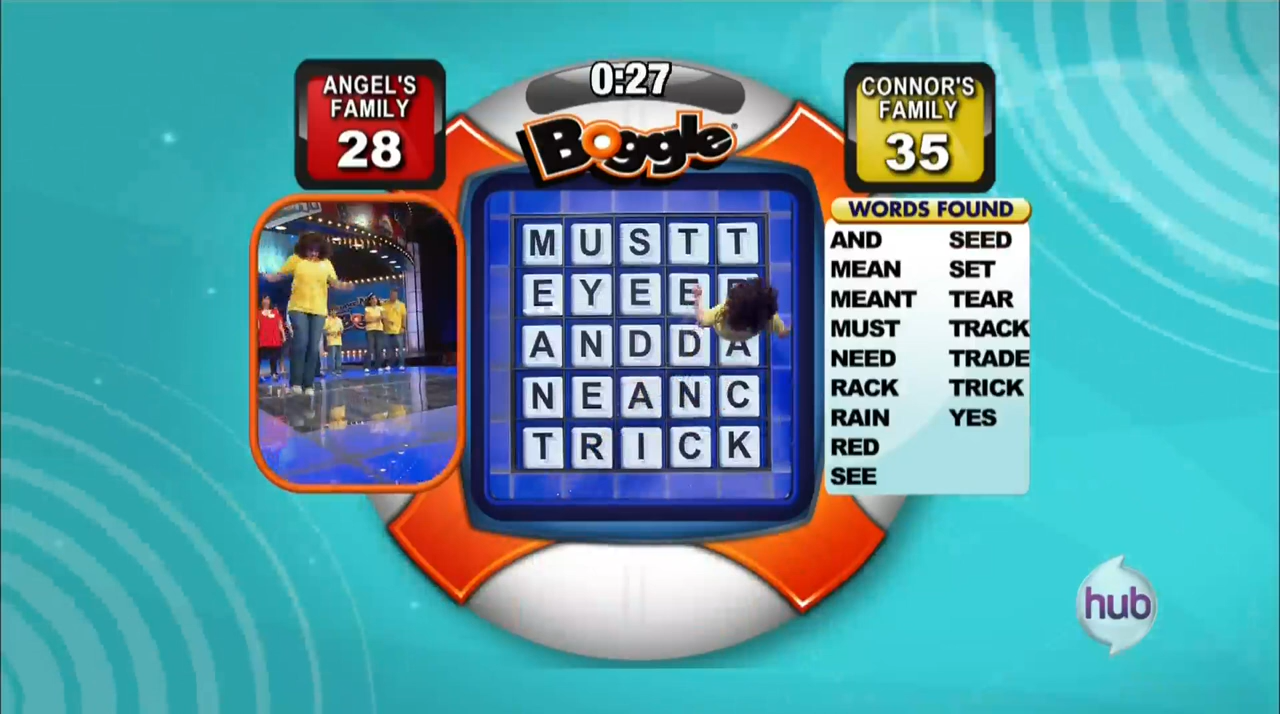 0:27
ANGEL'S
FAMILY
28
Boggle
CONNOR'S
FAMILY
35
M U S T T
E Y E E
A N D D A
N E A N C
T R I C K
WORDS FOUND
AND SEED
MEAN SET
MEANT TEAR
MUST TRACK
NEED TRADE
RACK TRICK
RAIN YES
RED
SEE
hub